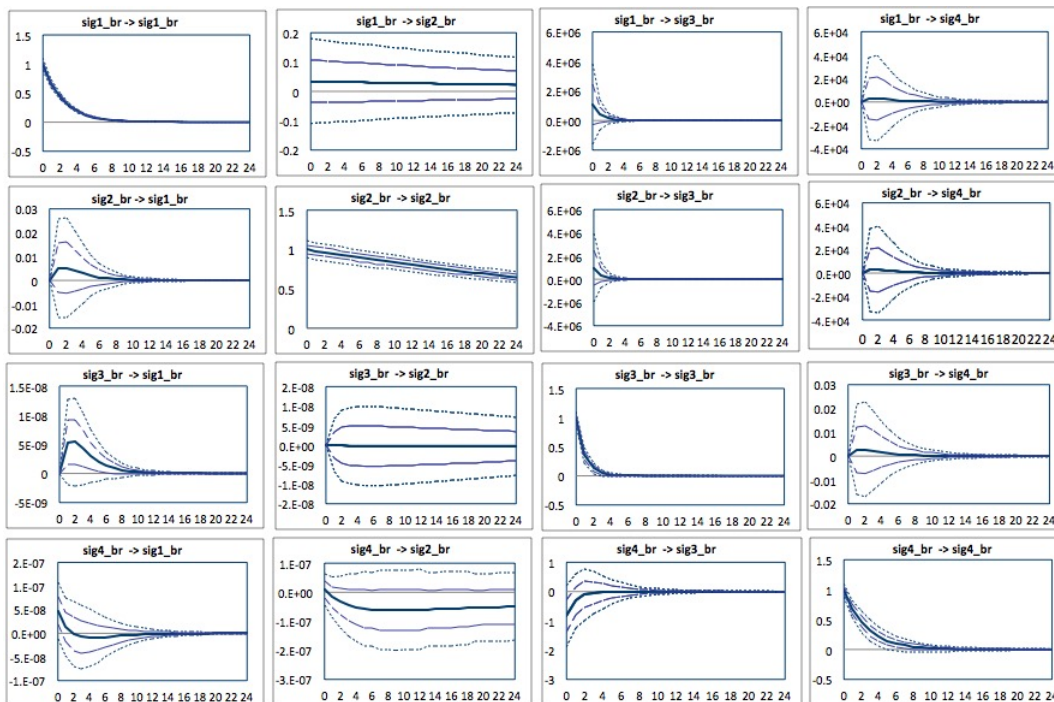 sig1_br -> sig1_br
1.5
1
0.5
0
-0.5
0 2 4 6 8 10 12 14 16 18 20 22 24
sig1_br -> sig2_br
0.2
0.1
0
-0.1
-0.2
0 2 4 6 8 10 12 14 16 18 20 22 24
sig1_br -> sig3_br
6.E+06
4.E+06
2.E+06
0.E+00
-2.E+06
0 2 4 6 8 10 12 14 16 18 20 22 24
sig1_br -> sig4_br
6.E+04
4.E+04
2.E+04
0.E+00
-2.E+04
-4.E+04
0 2 4 6 8 10 12 14 16 18 20 22 24
sig2_br -> sig1_br
0.03
0.02
0.01
0
-0.01
-0.02
0 2 4 6 8 10 12 14 16 18 20 22 24
sig2_br -> sig2_br
1.5
1
0.5
0
0 2 4 6 8 10 12 14 16 18 20 22 24
sig2_br -> sig3_br
6.E+06
4.E+06
2.E+06
0.E+00
-2.E+06
-4.E+06
0 2 4 6 8 10 12 14 16 18 20 22 24
sig2_br -> sig4_br
6.E+04
4.E+04
2.E+04
0.E+00
-2.E+04
-4.E+04
0 2 4 6 8 10 12 14 16 18 20 22 24
sig3_br -> sig1_br
1.5E-08
1E-08
5E-09
0
5E-09
0 2 4 6 8 10 12 14 16 18 20 22 24
sig3_br -> sig2_br
2.E-08
2.E-08
1.E-08
5.E-09
0.E+00
-5.E-09
-1.E-08
-2.E-08
-2.E-08
0 2 4 6 8 10 12 14 16 18 20 22 24
sig3_br -> sig3_br
1.5
1
0.5
0
-0.5
0 2 4 6 8 10 12 14 16 18 20 22 24
sig3_br -> sig4_br
0.03
0.02
0.01
0
-0.01
-0.02
0 2 4 6 8 10 12 14 16 18 20 22 24
sig4_br -> sig1_br
2.E-07
1.E-07
5.E-08
0.E+00
-5.E-08
-1.E-07
0 2 4 6 8 10 12 14 16 18 20 22 24
sig4_br -> sig2_br
1.E-07
0.E+00
-1.E-07
-2.E-07
-3.E-07
0 2 4 6 8 10 12 14 16 18 20 22 24
sig4_br -> sig3_br
1
0
-1
-2
-3
0 2 4 6 8 10 12 14 16 18 20 22 24
sig4_br -> sig4_br
1.5
1
0.5
0
-0.5
0 2 4 6 8 10 12 14 16 18 20 22 24